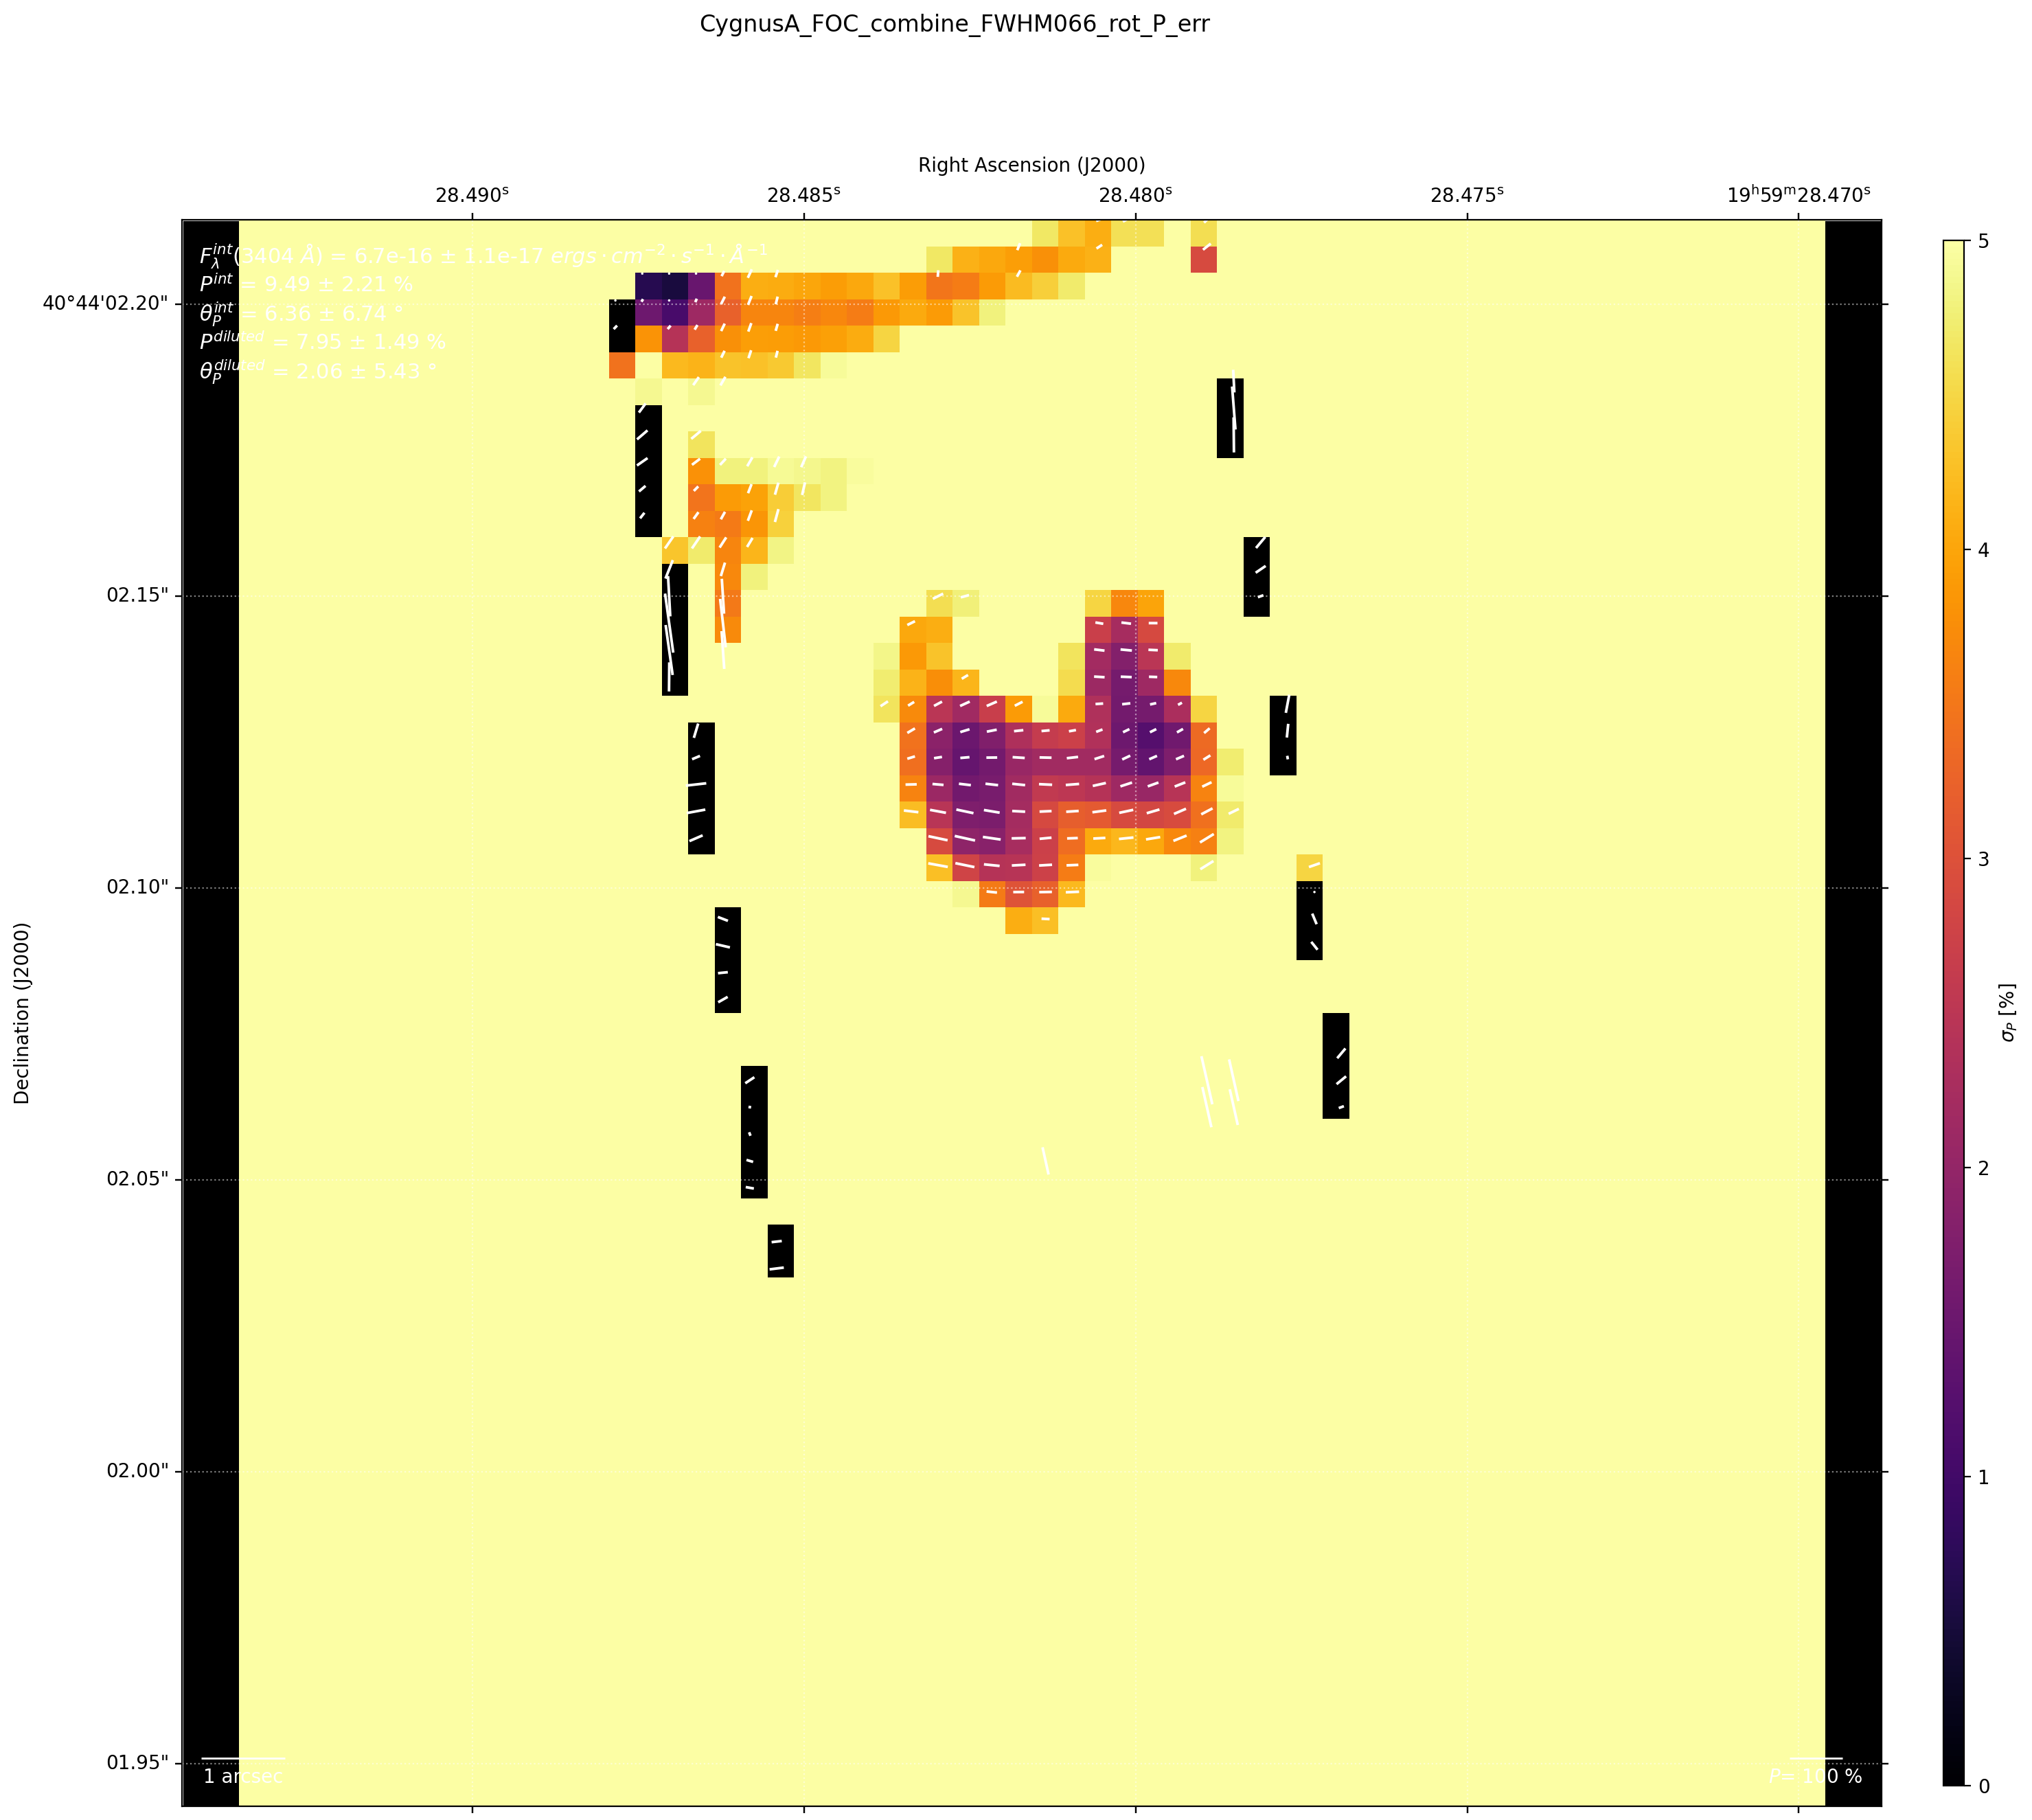 CygnusA_FOC_combine_FWHM066_rot_P_err
Right Ascension (J2000)
28.490s 28.485s 28.480s 28.475s 19h59m28.470s
F_λ^int (3404 Å) = 6.7e-16 ± 1.1e-17 ergs · cm^−2 · s^−1 · Å^−1
P^int = 9.49 ± 2.21 %
θ_P^int = 6.36 ± 6.74 °
P^diluted = 7.95 ± 1.49 %
θ_P^diluted = 2.06 ± 5.43 °
40°44'02.20"
02.15"
02.10"
02.05"
02.00"
01.95"
Declination (J2000)
1 arcsec
P= 100 %
5
4
3
2
1
0
σ_P [%]